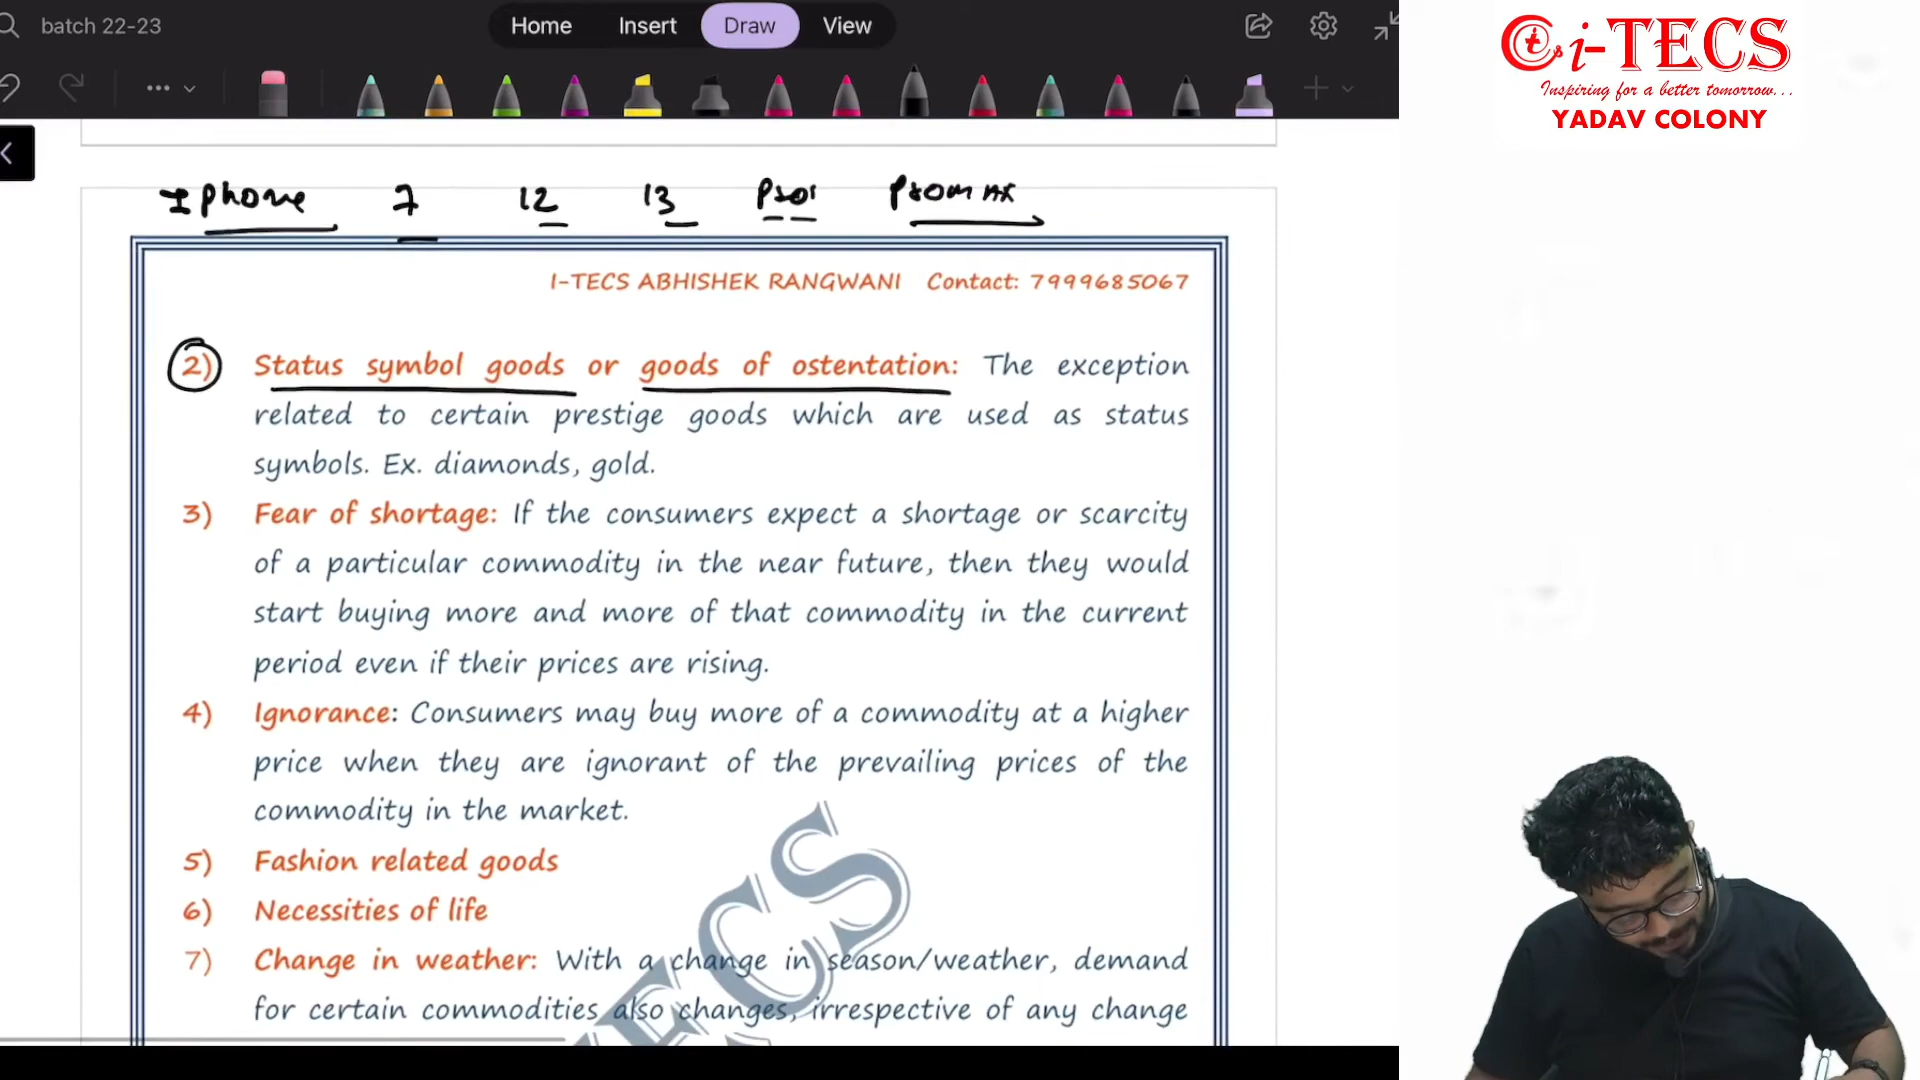 batch 22-23
Home Insert Draw View
i-TECS
Inspiring for a better tomorrow...
YADAV COLONY
I phone 7 12 13 Pro Promax
I-TECS ABHISHEK RANGWANI Contact: 7999685067
2) Status symbol goods or goods of ostentation: The exception
related to certain prestige goods which are used as status
symbols. Ex. diamonds, gold.
3) Fear of shortage: If the consumers expect a shortage or scarcity
of a particular commodity in the near future, then they would
start buying more and more of that commodity in the current
period even if their prices are rising.
4) Ignorance: Consumers may buy more of a commodity at a higher
price when they are ignorant of the prevailing prices of the
commodity in the market.
5) Fashion related goods
6) Necessities of life
7) Change in weather: With a change in season/weather, demand
for certain commodities also changes, irrespective of any change